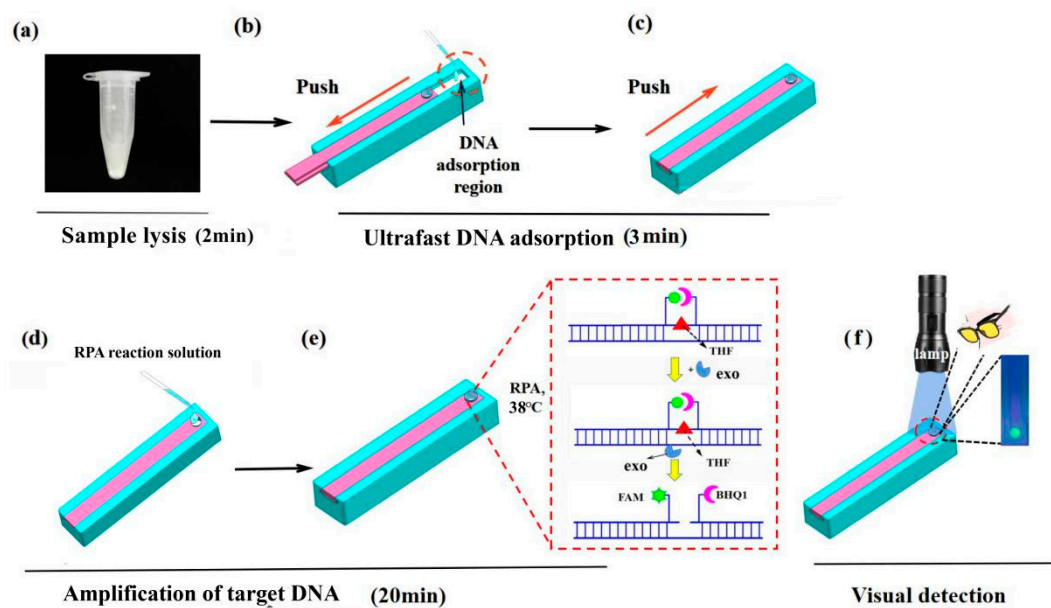 (a)
(b)
(c)
Push
Push
DNA
adsorption
region
Sample lysis (2min)
Ultrafast DNA adsorption (3 min)
(d)
(e)
(f)
RPA reaction solution
RPA,
38℃
THF
+ exo
exo
THF
FAM
BHQ1
lamp
Amplification of target DNA (20min)
Visual detection